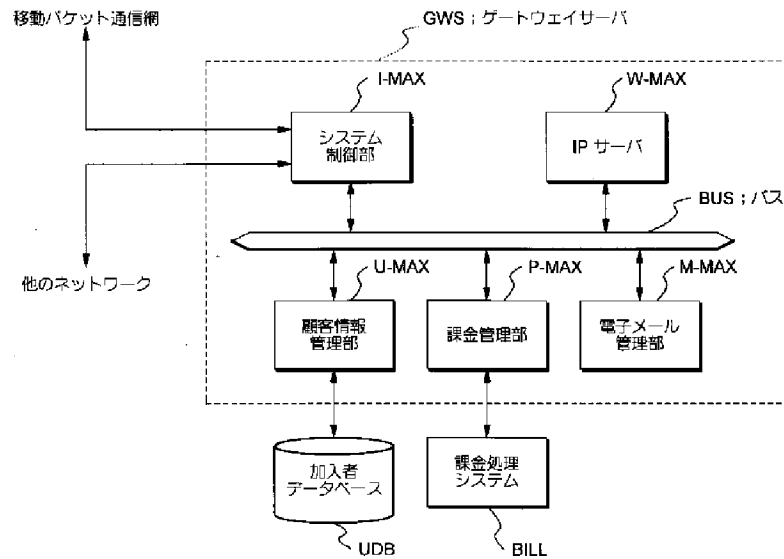 移動パケット通信網
GWS ; ゲートウェイサーバ
I-MAX
W-MAX
システム
制御部
IP サーバ
BUS ; バス
他のネットワーク
U-MAX
P-MAX
M-MAX
顧客情報
管理部
課金管理部
電子メール
管理部
加入者
データベース
課金処理
システム
UDB
BILL